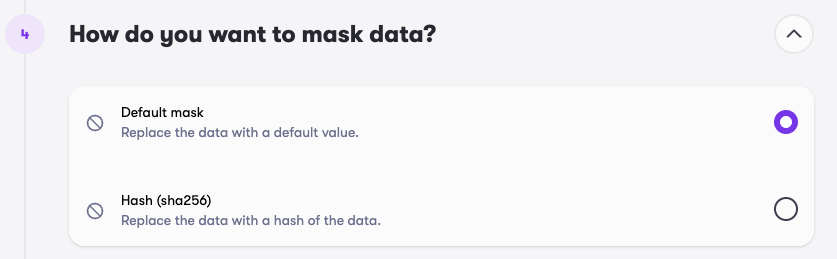 4
How do you want to mask data?
Default mask
Replace the data with a default value.
Hash (sha256)
Replace the data with a hash of the data.